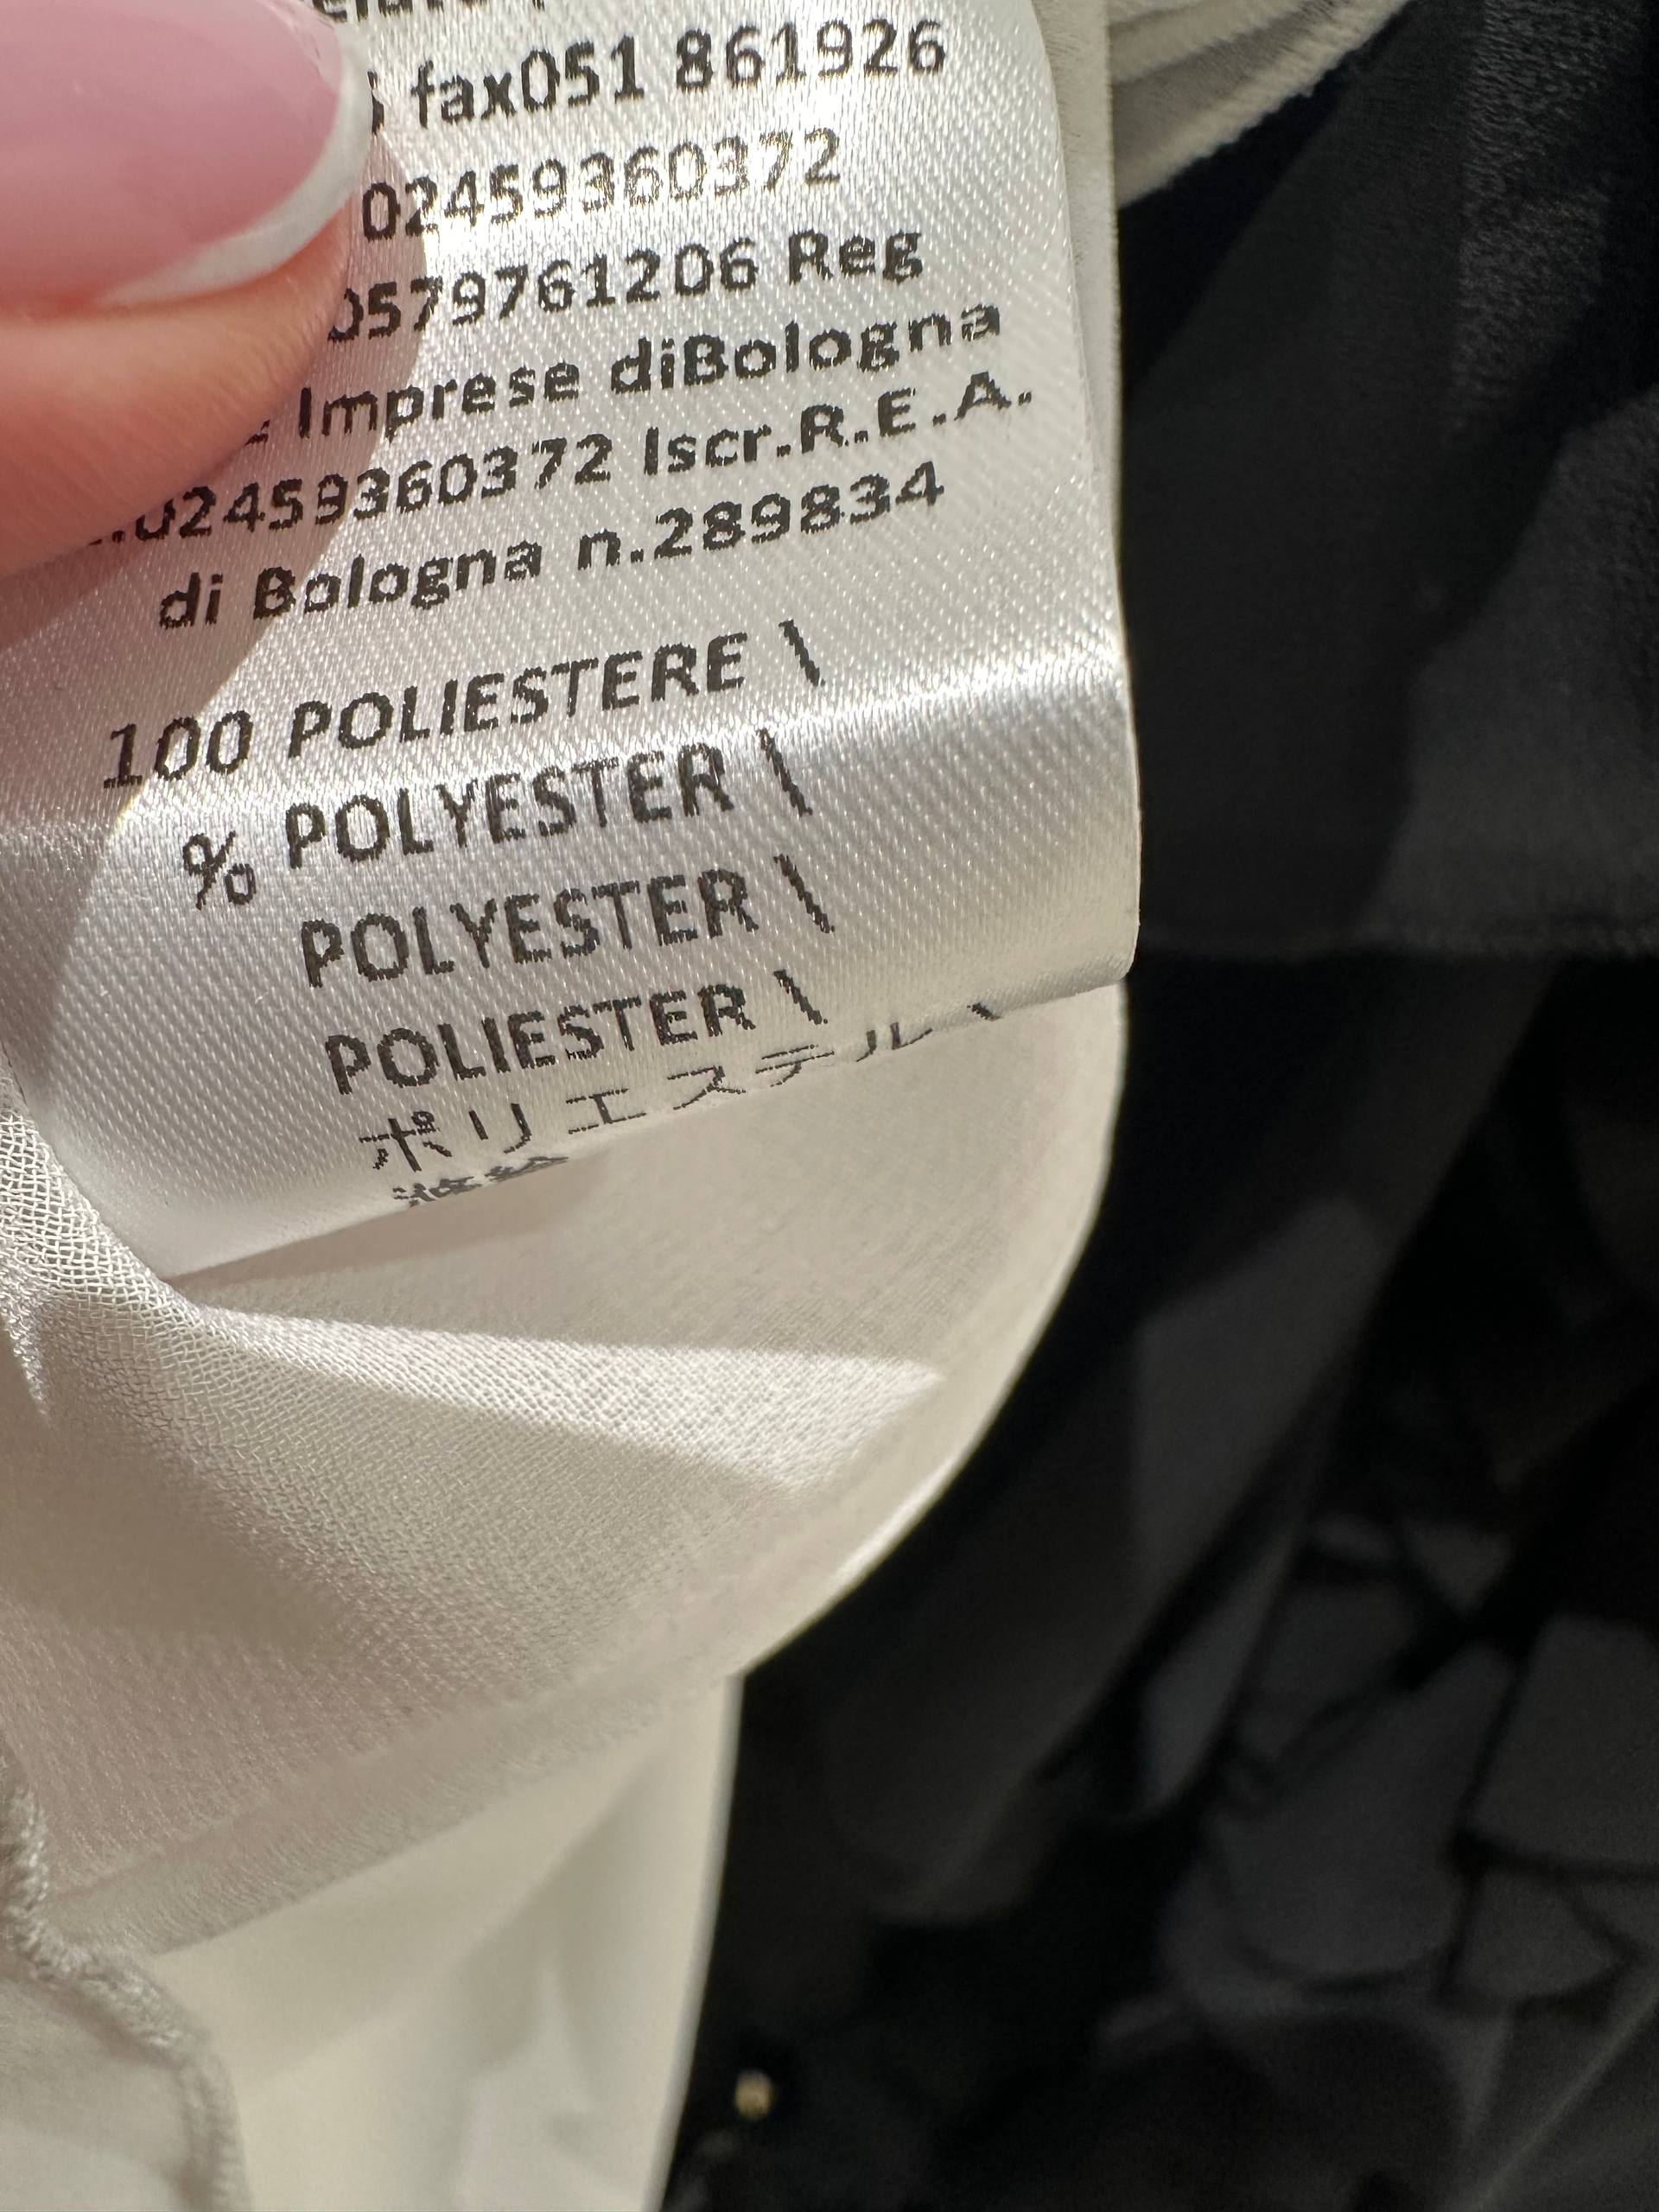 fax051 861926
02459360372
0579761206 Reg
Imprese diBologna
02459360372 Iscr.R.E.A.
di Bologna n.289834
100 POLIESTERE \
% POLYESTER \
POLYESTER \
POLIESTER \
ポリエステル \